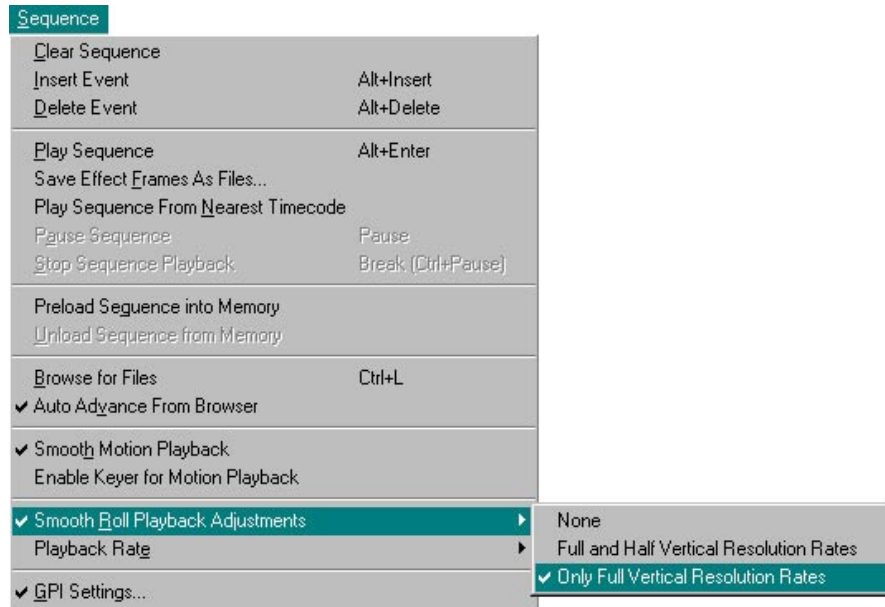 Sequence
Clear Sequence
Insert Event Alt+Insert
Delete Event Alt+Delete
Play Sequence Alt+Enter
Save Effect Frames As Files...
Play Sequence From Nearest Timecode
Pause Sequence Pause
Stop Sequence Playback Break (Ctrl+Pause)
Preload Sequence into Memory
Unload Sequence from Memory
Browse for Files Ctrl+L
Auto Advance From Browser
Smooth Motion Playback
Enable Keyer for Motion Playback
Smooth Roll Playback Adjustments
Playback Rate
GPI Settings...
None
Full and Half Vertical Resolution Rates
Only Full Vertical Resolution Rates